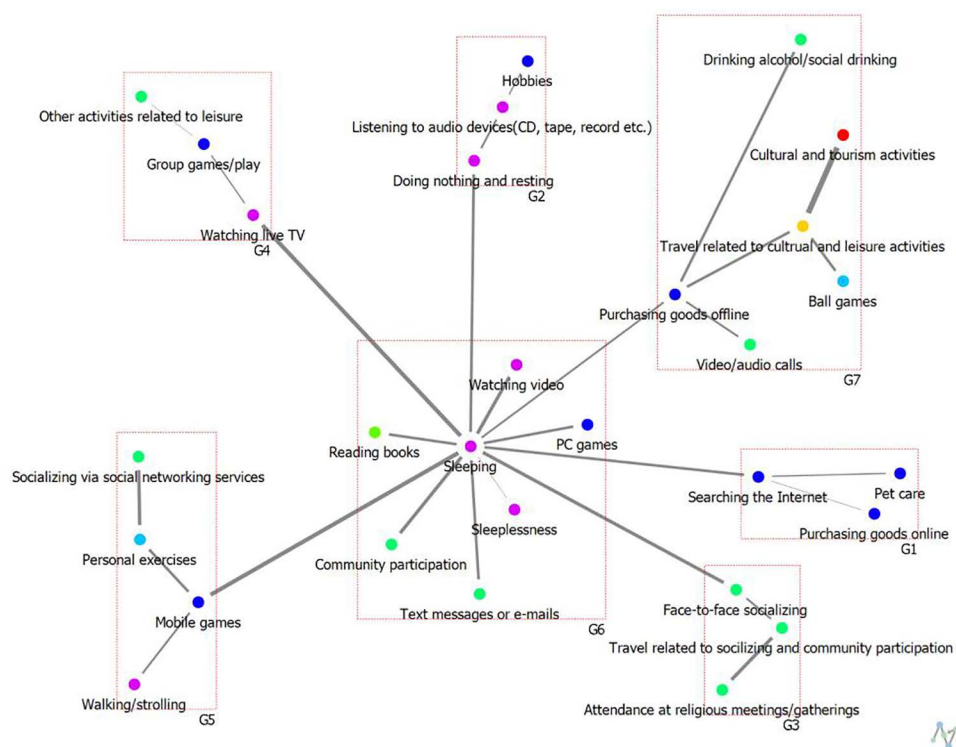 Drinking alcohol/social drinking
Hobbies
Other activities related to leisure
Listening to audio devices(CD, tape, record etc.)
Cultural and tourism activities
Group games/play
Doing nothing and resting
G2
Watching live TV
G4
Travel related to cultrual and leisure activities
Ball games
Purchasing goods offline
Video/audio calls
G7
Watching video
Reading books
PC games
Sleeping
Socializing via social networking services
Searching the Internet
Pet care
Sleeplessness
Purchasing goods online
G1
Personal exercises
Community participation
Text messages or e-mails
G6
Mobile games
Face-to-face socializing
Travel related to socilizing and community participation
Walking/strolling
G5
Attendance at religious meetings/gatherings
G3